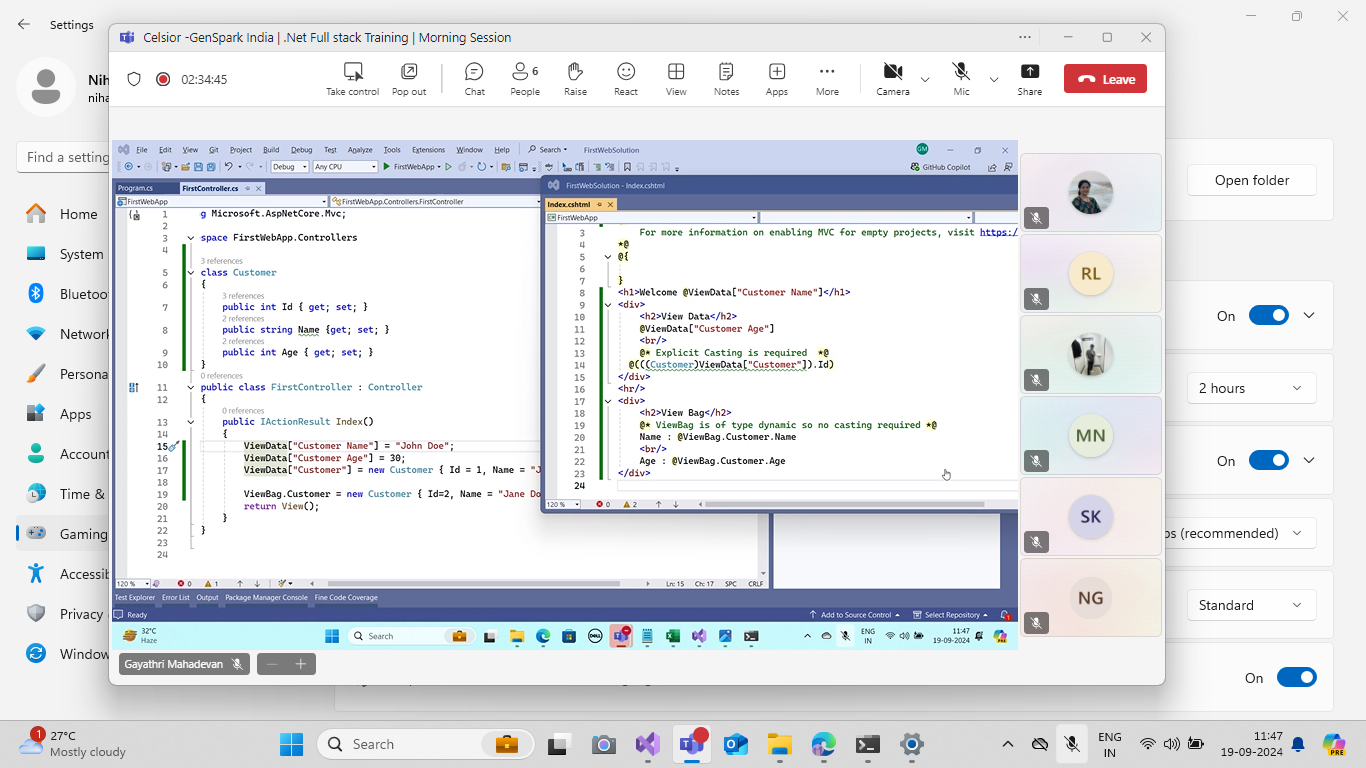 Settings
Nih
niha
Find a setting
Home
System
Bluetoo
Network
Persona
Apps
Accoun
Time &
Gaming
Accessib
Privacy
Window
Celsior -GenSpark India | .Net Full stack Training | Morning Session
02:34:45
Take control
Pop out
Chat
People
6
Raise
React
View
Notes
Apps
More
Camera
Mic
Share
Leave
File Edit View Git Project Build Debug Test Analyze Tools Extensions Window Help Search FirstWebSolution GM
Debug Any CPU FirstWebApp GitHub Copilot
Program.cs FirstController.cs
FirstWebApp FirstWebApp.Controllers.FirstController
1 g Microsoft.AspNetCore.Mvc;
2
3 space FirstWebApp.Controllers
4
3 references
5 class Customer
6 {
3 references
7 public int Id { get; set; }
2 references
8 public string Name {get; set; }
2 references
9 public int Age { get; set; }
10 }
0 references
11 public class FirstController : Controller
12 {
0 references
13 public IActionResult Index()
14 {
15 ViewData["Customer Name"] = "John Doe";
16 ViewData["Customer Age"] = 30;
17 ViewData["Customer"] = new Customer { Id = 1, Name = "J
18
19 ViewBag.Customer = new Customer { Id=2, Name = "Jane Do
20 return View();
21 }
22 }
23
24
120 % 0 1 Ln: 15 Ch: 17 SPC CRLF
Test Explorer Error List Output Package Manager Console Fine Code Coverage
Ready Add to Source Control Select Repository
FirstWebSolution - Index.cshtml
Index.cshtml
FirstWebApp
3 For more information on enabling MVC for empty projects, visit https:/
4 *@
5 @{
6
7 }
8 <h1>Welcome @ViewData["Customer Name"]</h1>
9 <div>
10 <h2>View Data</h2>
11 @ViewData["Customer Age"]
12 <br/>
13 @* Explicit Casting is required *@
14 @(((Customer)ViewData["Customer"]).Id)
15 </div>
16 <hr/>
17 <div>
18 <h2>View Bag</h2>
19 @* ViewBag is of type dynamic so no casting required *@
20 Name : @ViewBag.Customer.Name
21 <br/>
22 Age : @ViewBag.Customer.Age
23 </div>
24
120 % 0 2
32°C
Haze
Search
DELL
ENG
IN
11:47
19-09-2024
Gayathri Mahadevan
RL
MN
SK
NG
Open folder
On
2 hours
On
ps (recommended)
Standard
On
1
27°C
Mostly cloudy
Search
ENG
IN
11:47
19-09-2024
PRE